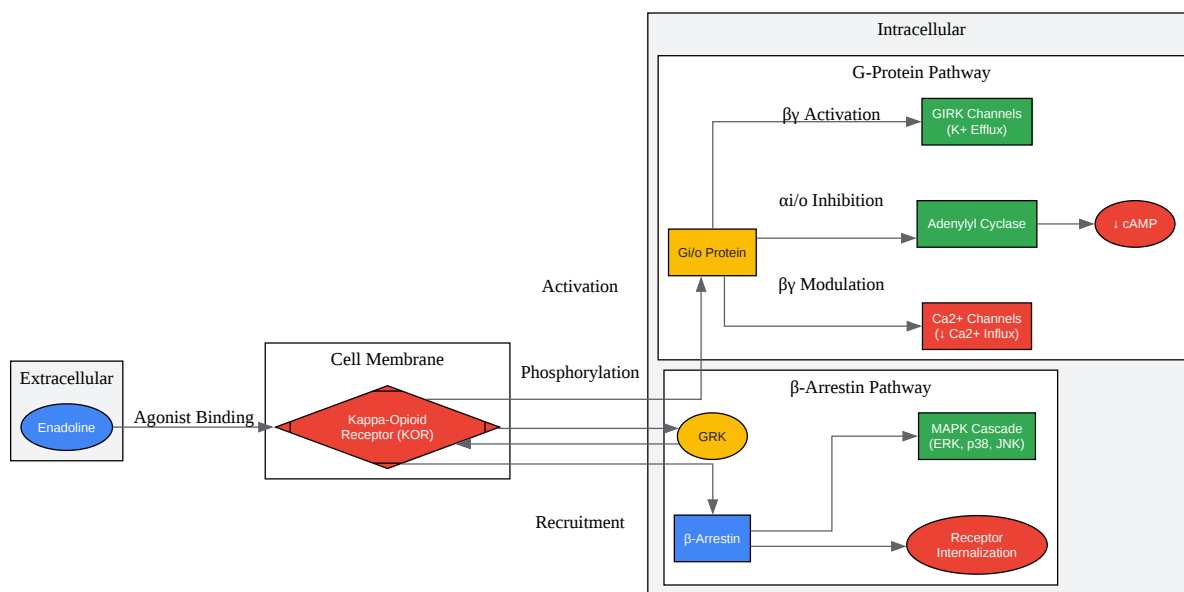 Intracellular
G-Protein Pathway
βγ Activation
GIRK Channels
(K+ Efflux)
αi/o Inhibition
Adenylyl Cyclase
↓ cAMP
Gi/o Protein
βγ Modulation
Ca2+ Channels
(↓ Ca2+ Influx)
Activation
Phosphorylation
Recruitment
Extracellular
Enadoline
Agonist Binding
Cell Membrane
Kappa-Opioid
Receptor (KOR)
β-Arrestin Pathway
GRK
MAPK Cascade
(ERK, p38, JNK)
β-Arrestin
Receptor
Internalization